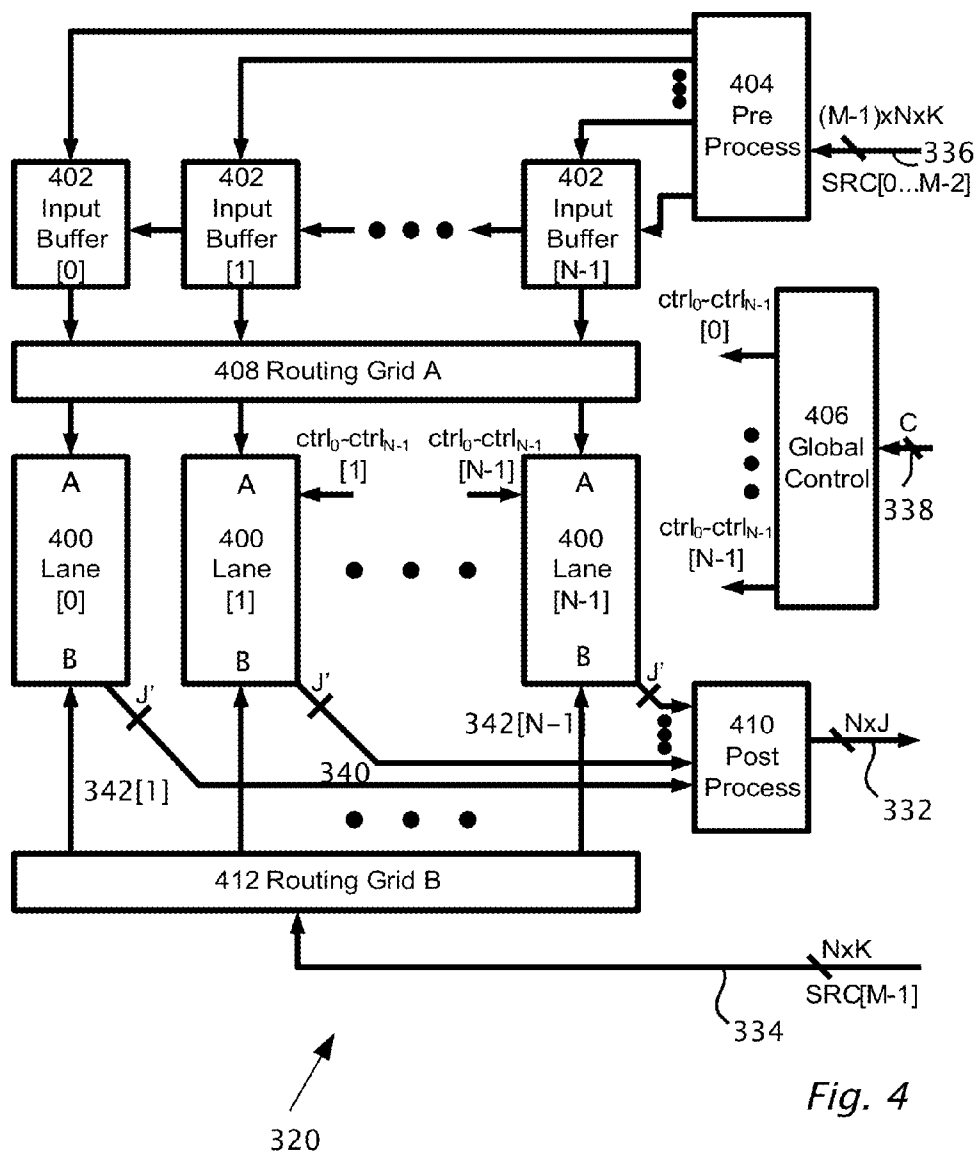 404
Pre
Process
(M-1)xNxK
336
SRC[0...M-2]
402
Input
Buffer
[0]
402
Input
Buffer
[1]
402
Input
Buffer
[N-1]
408 Routing Grid A
ctrl0-ctrlN-1
[0]
406
Global
Control
C
338
ctrl0-ctrlN-1
[N-1]
ctrl0-ctrlN-1
[1]
ctrl0-ctrlN-1
[N-1]
A
400
Lane
[0]
B
A
400
Lane
[1]
B
A
400
Lane
[N-1]
B
J'
J'
J'
342[1]
340
342[N-1]
410
Post
Process
NxJ
332
412 Routing Grid B
NxK
SRC[M-1]
334
320
Fig. 4